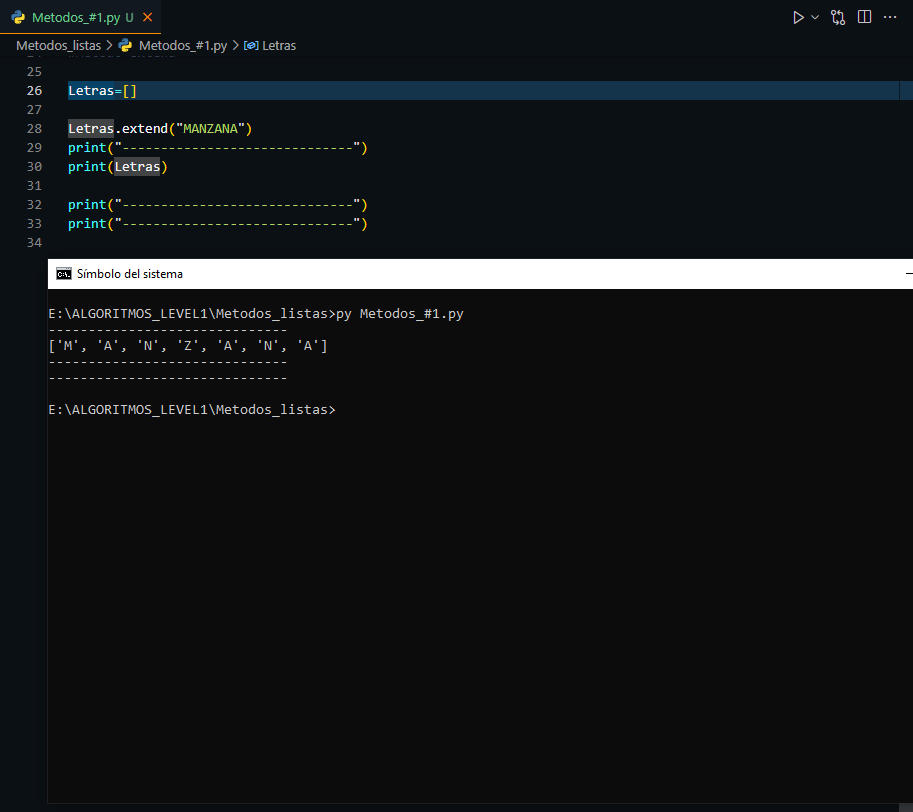 Metodos_#1.py U
Metodos_listas > Metodos_#1.py > Letras
25
26 Letras=[]
27
28 Letras.extend("MANZANA")
29 print("------------------------------")
30 print(Letras)
31
32 print("------------------------------")
33 print("------------------------------")
34
Símbolo del sistema
E:\ALGORITMOS_LEVEL1\Metodos_listas>py Metodos_#1.py
------------------------------
['M', 'A', 'N', 'Z', 'A', 'N', 'A']
------------------------------
------------------------------
E:\ALGORITMOS_LEVEL1\Metodos_listas>